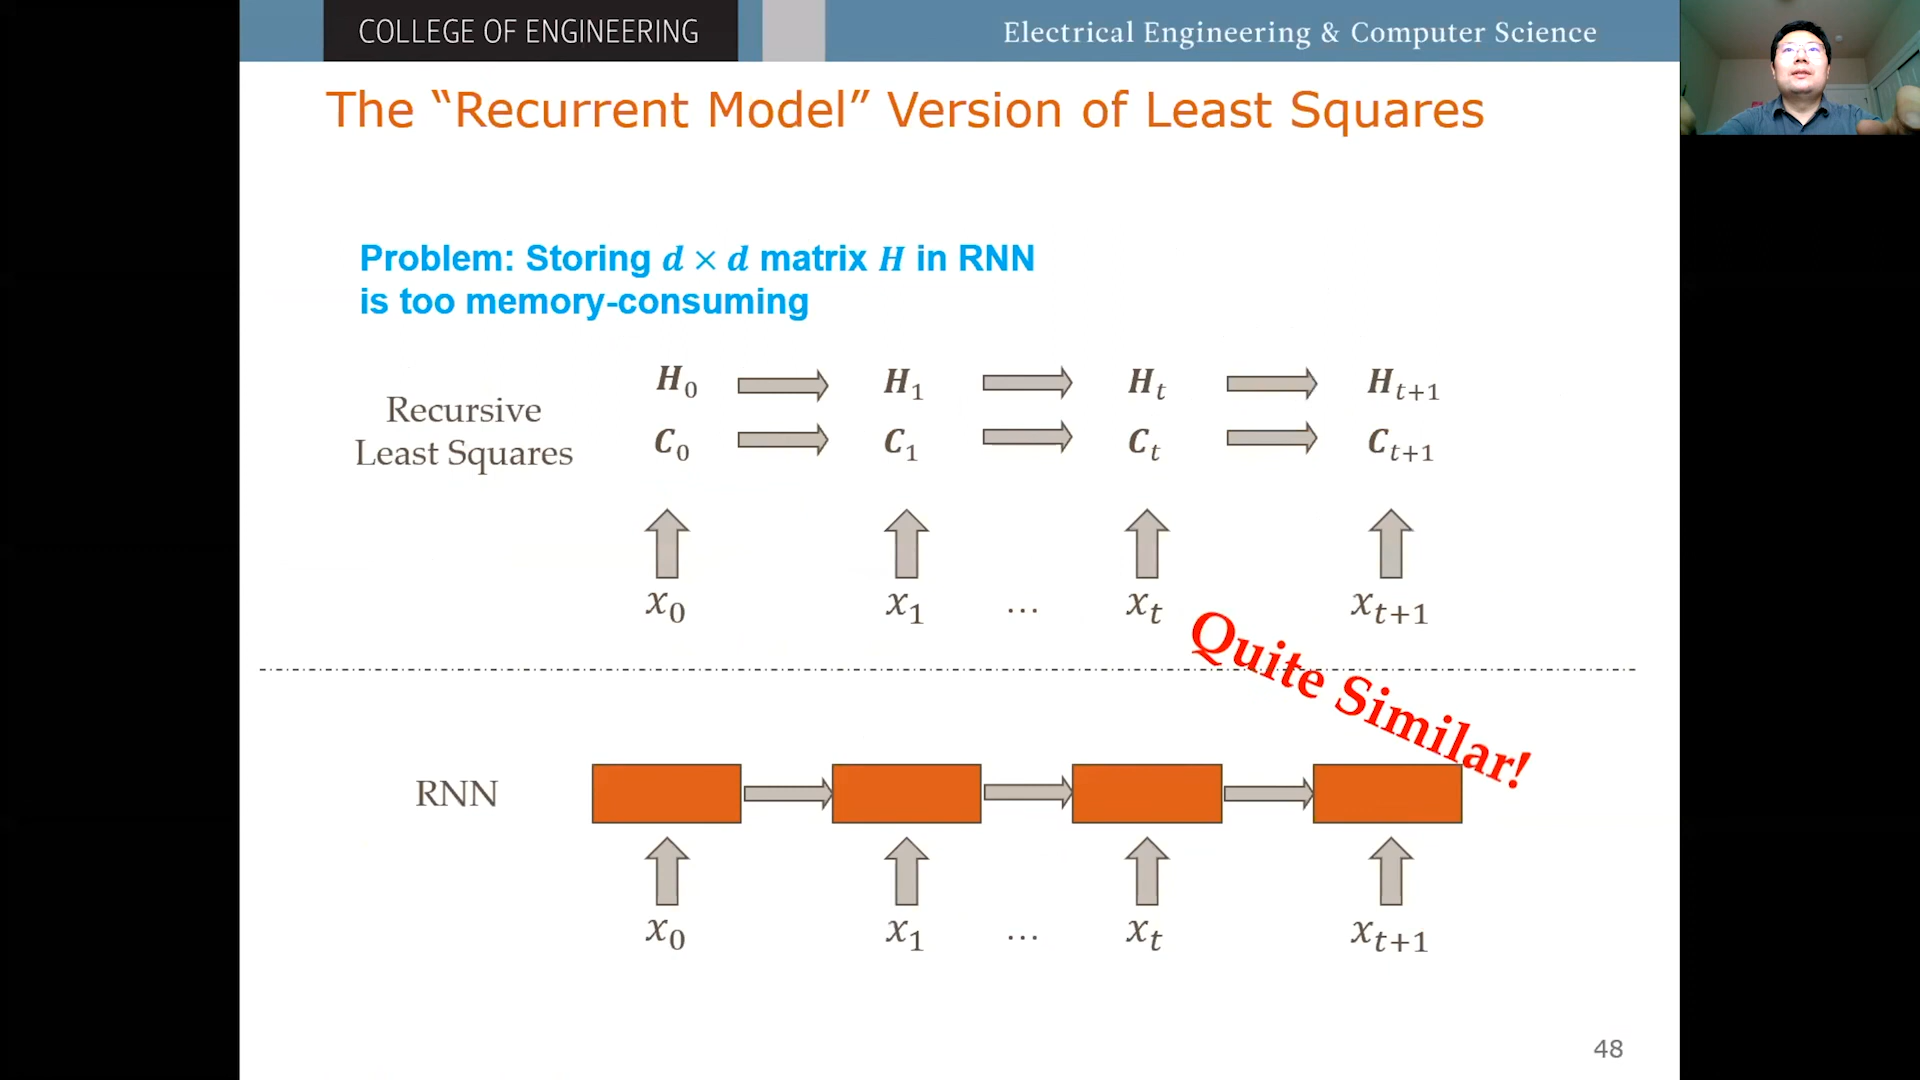 COLLEGE OF ENGINEERING
Electrical Engineering & Computer Science
The “Recurrent Model” Version of Least Squares
Problem: Storing d × d matrix H in RNN
is too memory-consuming
H₀ H₁ Hₜ Hₜ₊₁
Recursive
Least Squares
C₀ C₁ Cₜ Cₜ₊₁
x₀ x₁ ... xₜ xₜ₊₁
Quite Similar!
RNN
x₀ x₁ ... xₜ xₜ₊₁
48